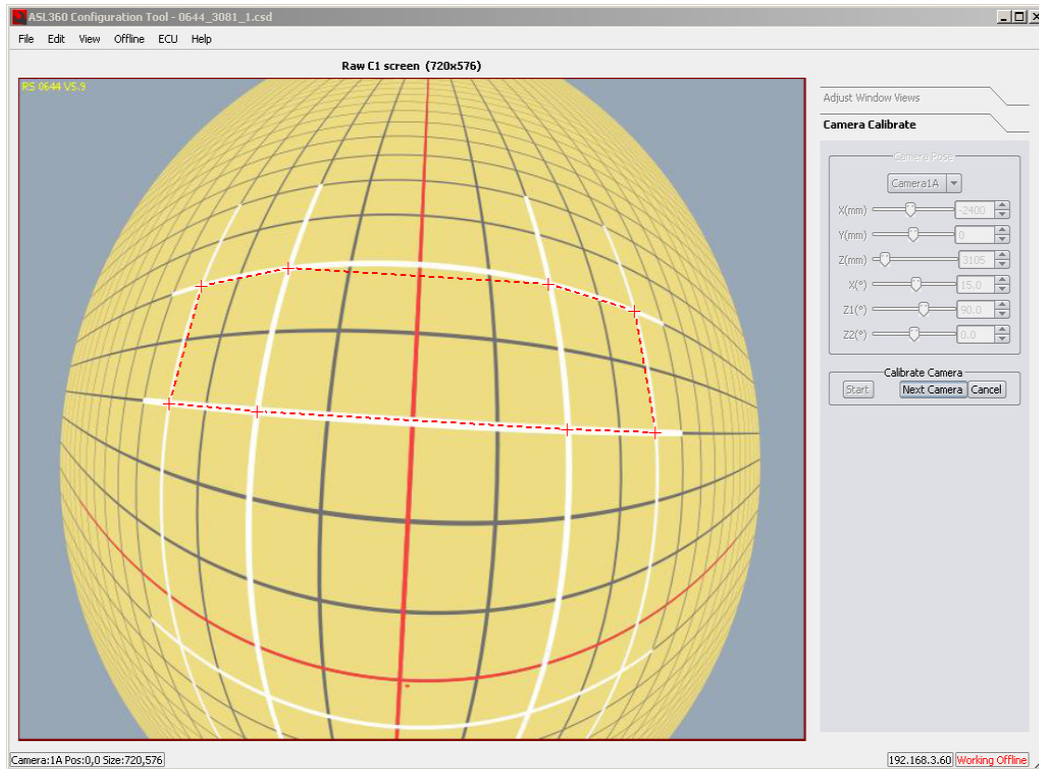 ASL360 Configuration Tool - 0644_3081_1.csd
File Edit View Offline ECU Help
Raw C1 screen (720x576)
RS 0644 V5.9
Adjust Window Views
Camera Calibrate
Camera Pose
Camera1A
X(mm) -2400
Y(mm) 0
Z(mm) 3105
X(°) 15.0
Z1(°) 90.0
Z2(°) 0.0
Calibrate Camera
Start Next Camera Cancel
Camera:1A Pos:0,0 Size:720,576
192.168.3.60 Working Offline